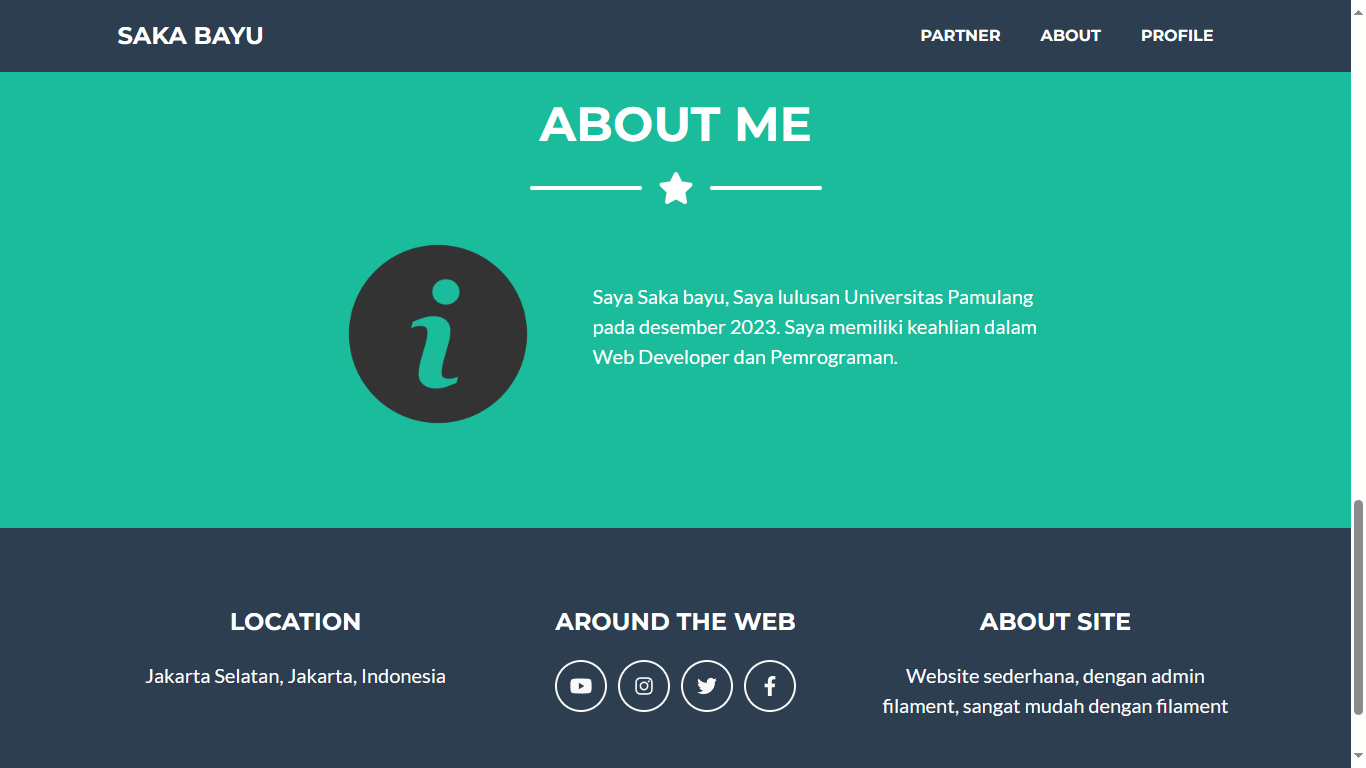 SAKA BAYU
PARTNER
ABOUT
PROFILE
ABOUT ME
i
Saya Saka bayu, Saya lulusan Universitas Pamulang
pada desember 2023. Saya memiliki keahlian dalam
Web Developer dan Pemrograman.
LOCATION
Jakarta Selatan, Jakarta, Indonesia
AROUND THE WEB
ABOUT SITE
Website sederhana, dengan admin
filament, sangat mudah dengan filament